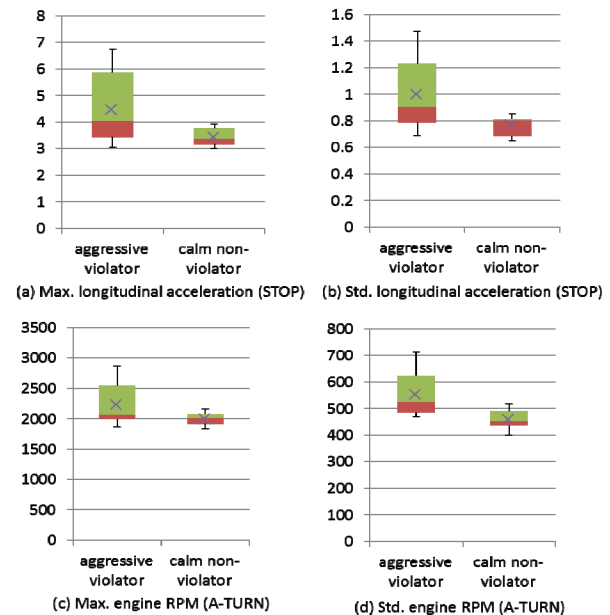 8
7
6
5
4
3
2
1
0
aggressive violator
calm non-violator
(a) Max. longitudinal acceleration (STOP)
1.6
1.4
1.2
1
0.8
0.6
0.4
0.2
0
aggressive violator
calm non-violator
(b) Std. longitudinal acceleration (STOP)
3500
3000
2500
2000
1500
1000
500
0
aggressive violator
calm non-violator
(c) Max. engine RPM (A-TURN)
800
700
600
500
400
300
200
100
0
aggressive violator
calm non-violator
(d) Std. engine RPM (A-TURN)